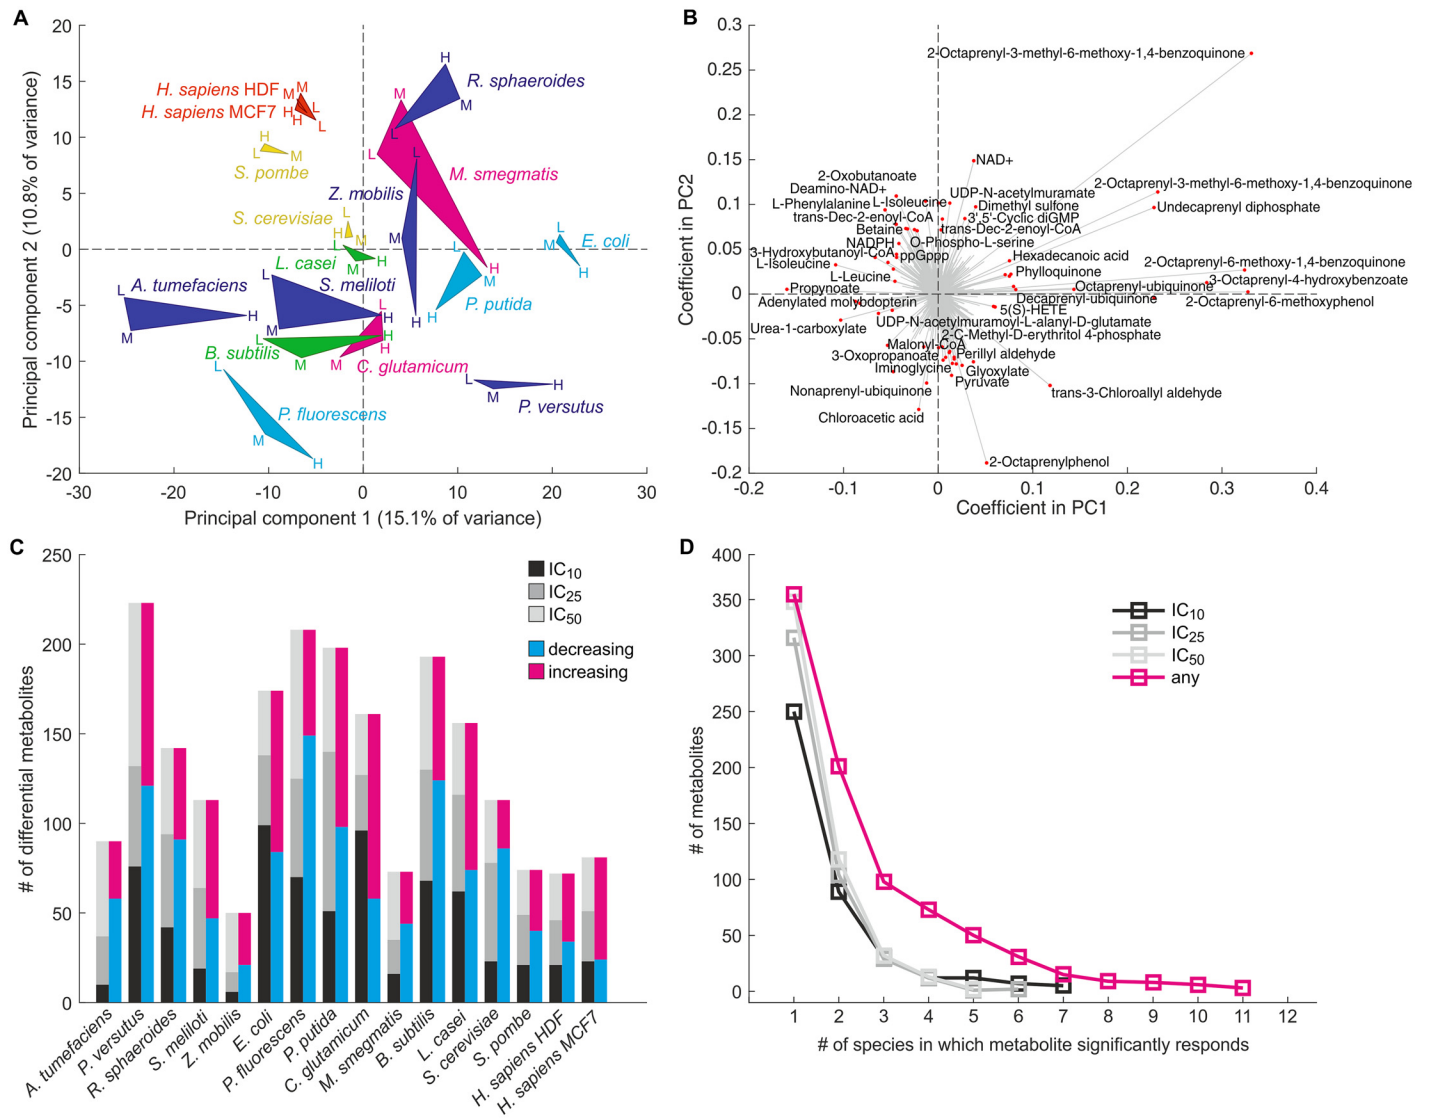 A
20
15
10
5
0
-5
-10
-15
-20
-30
-20
-10
0
10
20
30
Principal component 2 (10.8% of variance)
Principal component 1 (15.1% of variance)
H. sapiens HDF
H. sapiens MCF7
M M
H L
H L
S. pombe
H
L M
S. cerevisiae
L
H M
L. casei
L
M H
R. sphaeroides
H
M
L
M. smegmatis
M
L
H
Z. mobilis
L
M
H
E. coli
L
M
H
P. putida
L
M
H
A. tumefaciens
L
M
H
S. meliloti
L
M
H
B. subtilis
L
M
H
C. glutamicum
L
H
M
P. versutus
L
M
H
P. fluorescens
L
M
H
B
0.3
0.25
0.2
0.15
0.1
0.05
0
-0.05
-0.1
-0.15
-0.2
-0.2
-0.1
0
0.1
0.2
0.3
0.4
Coefficient in PC2
Coefficient in PC1
2-Octaprenyl-3-methyl-6-methoxy-1,4-benzoquinone
NAD+
2-Oxobutanoate
Deamino-NAD+
L-Phenylalanine
L-Isoleucine
UDP-N-acetylmuramate
2-Octaprenyl-3-methyl-6-methoxy-1,4-benzoquinone
Dimethyl sulfone
Undecaprenyl diphosphate
trans-Dec-2-enoyl-CoA
3',5'-Cyclic diGMP
Betaine
trans-Dec-2-enoyl-CoA
NADPH
O-Phospho-L-serine
3-Hydroxybutanoyl-CoA
ppGppp
Hexadecanoic acid
L-Isoleucine
2-Octaprenyl-6-methoxy-1,4-benzoquinone
L-Leucine
Phylloquinone
3-Octaprenyl-4-hydroxybenzoate
Propynoate
Octaprenyl-ubiquinone
Adenylated molybdopterin
Decaprenyl-ubiquinone
2-Octaprenyl-6-methoxyphenol
5(S)-HETE
Urea-1-carboxylate
UDP-N-acetylmuramoyl-L-alanyl-D-glutamate
2-C-Methyl-D-erythritol 4-phosphate
Malonyl-CoA
3-Oxopropanoate
Perillyl aldehyde
Iminoglycine
Glyoxylate
Pyruvate
Nonaprenyl-ubiquinone
trans-3-Chloroallyl aldehyde
Chloroacetic acid
2-Octaprenylphenol
C
250
200
150
100
50
0
# of differential metabolites
IC10
IC25
IC50
decreasing
increasing
A. tumefaciens
P. versutus
R. sphaeroides
S. meliloti
Z. mobilis
E. coli
P. fluorescens
P. putida
C. glutamicum
M. smegmatis
B. subtilis
L. casei
S. cerevisiae
S. pombe
H. sapiens HDF
H. sapiens MCF7
D
400
350
300
250
200
150
100
50
0
# of metabolites
IC10
IC25
IC50
any
1
2
3
4
5
6
7
8
9
10
11
12
# of species in which metabolite significantly responds